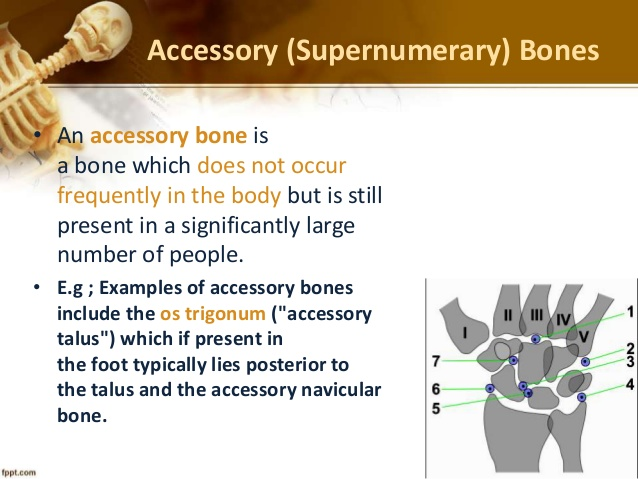 Accessory (Supernumerary) Bones
• An accessory bone is
a bone which does not occur
frequently in the body but is still
present in a significantly large
number of people.
• E.g ; Examples of accessory bones
include the os trigonum ("accessory
talus") which if present in
the foot typically lies posterior to
the talus and the accessory navicular
bone.
I II III IV V
1
2
3
4
7
6
5
fppt.com